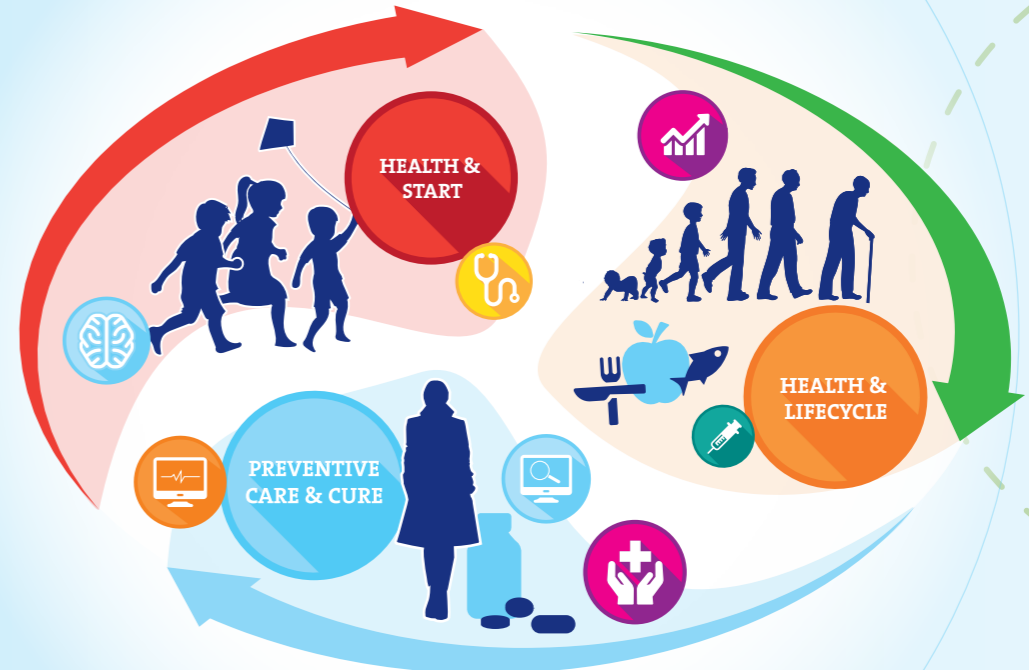 HEALTH &
START
HEALTH &
LIFECYCLE
PREVENTIVE
CARE & CURE